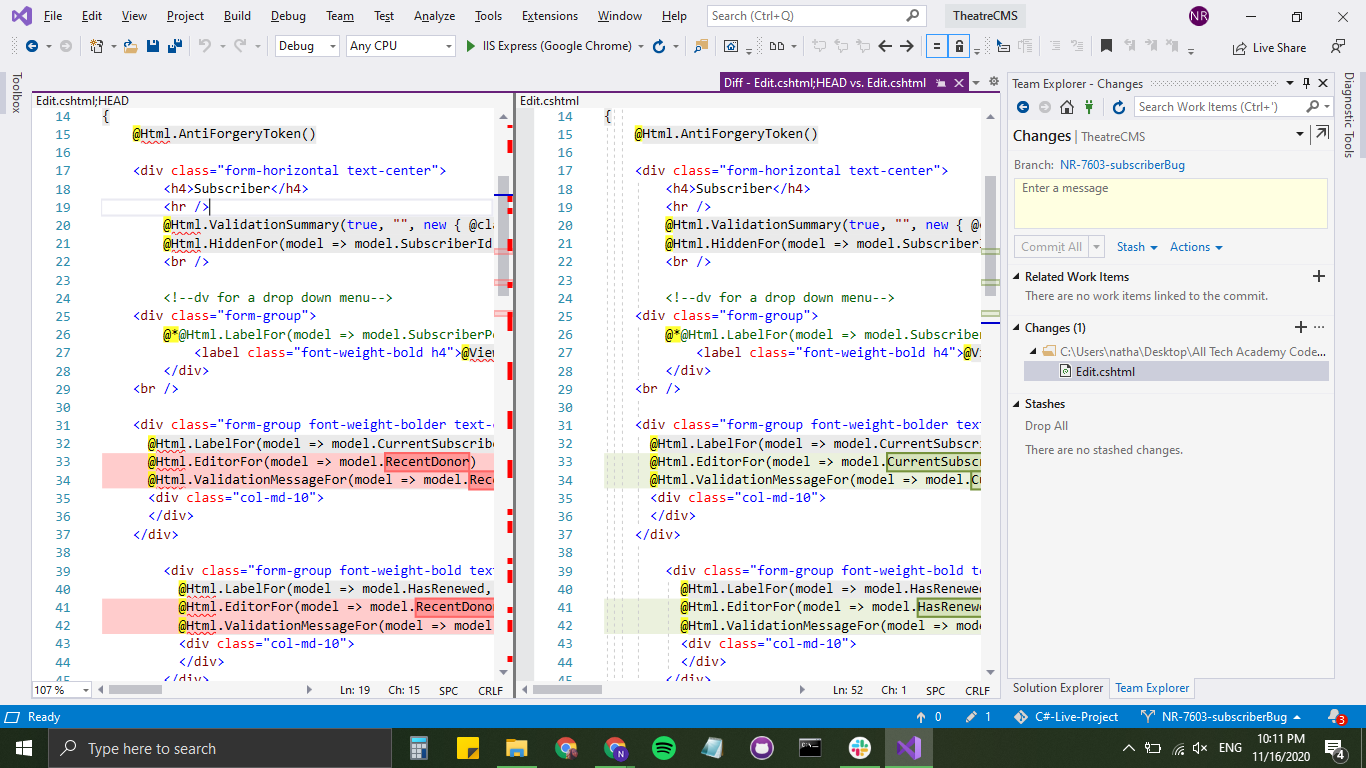 File Edit View Project Build Debug Team Test Analyze Tools Extensions Window Help Search (Ctrl+Q) TheatreCMS NR
Debug Any CPU IIS Express (Google Chrome) Live Share
Toolbox
Diff - Edit.cshtml;HEAD vs. Edit.cshtml
Edit.cshtml;HEAD
14 {
15 @Html.AntiForgeryToken()
16
17 <div class="form-horizontal text-center">
18 <h4>Subscriber</h4>
19 <hr />
20 @Html.ValidationSummary(true, "", new { @cla
21 @Html.HiddenFor(model => model.SubscriberId
22 <br />
23
24 <!--dv for a drop down menu-->
25 <div class="form-group">
26 @*@Html.LabelFor(model => model.SubscriberPe
27 <label class="font-weight-bold h4">@View
28 </div>
29 <br />
30
31 <div class="form-group font-weight-bolder text-
32 @Html.LabelFor(model => model.CurrentSubscribe
33 @Html.EditorFor(model => model.RecentDonor)
34 @Html.ValidationMessageFor(model => model.Rec
35 <div class="col-md-10">
36 </div>
37 </div>
38
39 <div class="form-group font-weight-bold text
40 @Html.LabelFor(model => model.HasRenewed,
41 @Html.EditorFor(model => model.RecentDono
42 @Html.ValidationMessageFor(model => model
43 <div class="col-md-10">
44 </div>
45 </div>
107 % Ln: 19 Ch: 15 SPC CRLF
Edit.cshtml
14 {
15 @Html.AntiForgeryToken()
16
17 <div class="form-horizontal text-center">
18 <h4>Subscriber</h4>
19 <hr />
20 @Html.ValidationSummary(true, "", new { @c
21 @Html.HiddenFor(model => model.Subscriber
22 <br />
23
24 <!--dv for a drop down menu-->
25 <div class="form-group">
26 @*@Html.LabelFor(model => model.Subscriber
27 <label class="font-weight-bold h4">@V
28 </div>
29 <br />
30
31 <div class="form-group font-weight-bolder text
32 @Html.LabelFor(model => model.CurrentSubscr
33 @Html.EditorFor(model => model.CurrentSubscr
34 @Html.ValidationMessageFor(model => model.C
35 <div class="col-md-10">
36 </div>
37 </div>
38
39 <div class="form-group font-weight-bold t
40 @Html.LabelFor(model => model.HasRenewe
41 @Html.EditorFor(model => model.HasRenewe
42 @Html.ValidationMessageFor(model => mod
43 <div class="col-md-10">
44 </div>
45 </div>
Ln: 52 Ch: 1 SPC CRLF
Team Explorer - Changes
Search Work Items (Ctrl+')
Changes | TheatreCMS
Branch: NR-7603-subscriberBug
Enter a message
Commit All Stash Actions
Related Work Items
There are no work items linked to the commit.
Changes (1)
C:\Users\natha\Desktop\All Tech Academy Code...
Edit.cshtml
Stashes
Drop All
There are no stashed changes.
Solution Explorer Team Explorer
Diagnostic Tools
Ready 0 1 C#-Live-Project NR-7603-subscriberBug 3
Type here to search N ENG 10:11 PM
11/16/2020 4